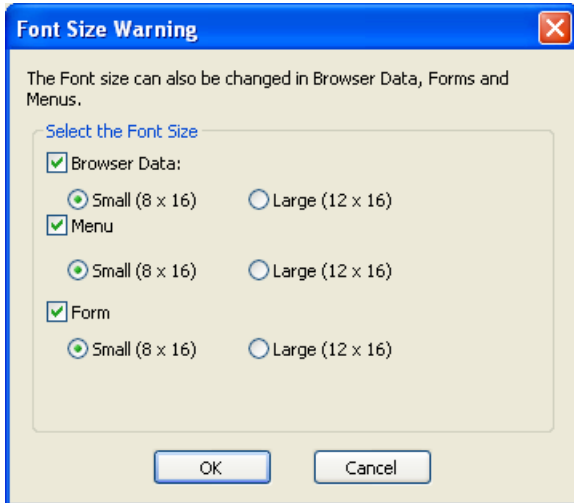 Font Size Warning
The Font size can also be changed in Browser Data, Forms and
Menus.
Select the Font Size
Browser Data:
Small (8 x 16) Large (12 x 16)
Menu
Small (8 x 16) Large (12 x 16)
Form
Small (8 x 16) Large (12 x 16)
OK Cancel